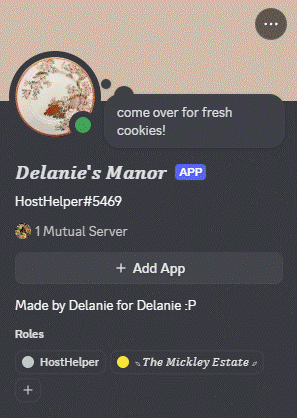 come over for fresh
cookies!
Delanie's Manor APP
HostHelper#5469
1 Mutual Server
+ Add App
Made by Delanie for Delanie :P
Roles
HostHelper
The Mickley Estate
+